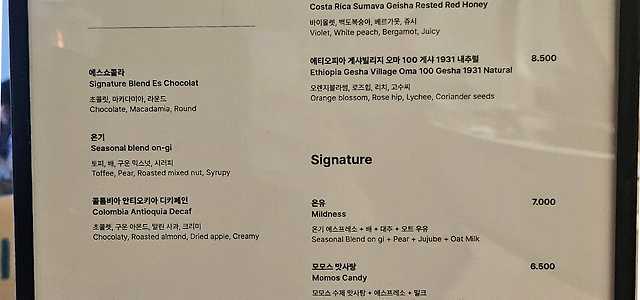 에스쇼콜라
Signature Blend Es Chocolat
초콜릿, 마카다미아, 라운드
Chocolate, Macadamia, Round
온기
Seasonal blend on-gi
토피, 배, 구운 믹스넛, 시러피
Toffee, Pear, Roasted mixed nut, Syrupy
콜롬비아 안티오키아 디카페인
Colombia Antioquia Decaf
초콜렛, 구운 아몬드, 말린 사과, 크리미
Chocolaty, Roasted almond, Dried apple, Creamy
Costa Rica Sumava Geisha Rested Red Honey
바이올렛, 백도복숭아, 베르가못, 쥬시
Violet, White peach, Bergamot, Juicy
에티오피아 게샤빌리지 오마 100 게샤 1931 내추럴 8.500
Ethiopia Gesha Village Oma 100 Gesha 1931 Natural
오렌지블라썸, 로즈힙, 리치, 고수씨
Orange blossom, Rose hip, Lychee, Coriander seeds
Signature
온유 7.000
Mildness
온기 에스프레소 + 배 + 대추 + 오트 우유
Seasonal Blend on gi + Pear + Jujube + Oat Milk
모모스 맛사탕 6.500
Momos Candy
모모스 수제 맛사탕 + 에스프레소 + 밀크